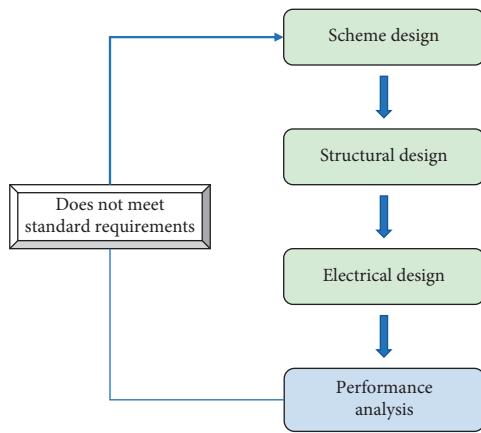 Scheme design
Structural design
Does not meet
standard requirements
Electrical design
Performance
analysis